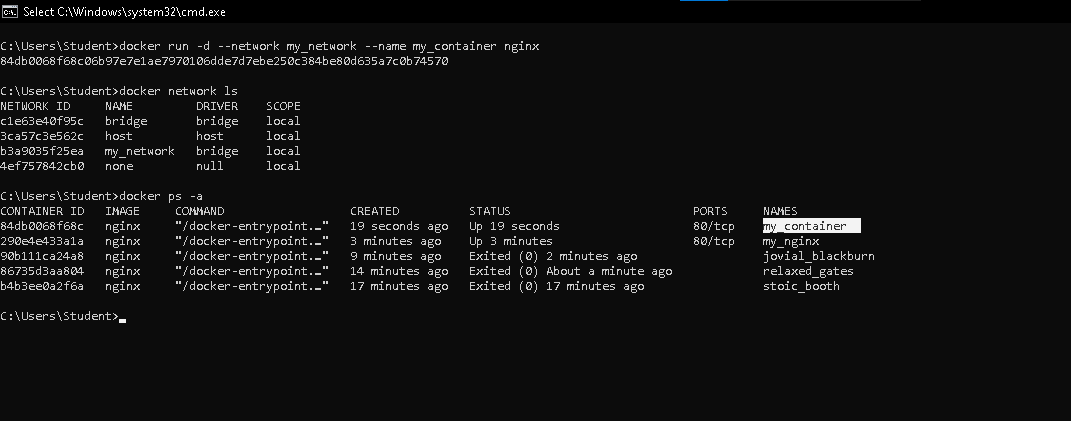 Select C:\Windows\system32\cmd.exe
C:\Users\Student>docker run -d --network my_network --name my_container nginx
84db0068f68c06b97e7e1ae7970106dde7d7ebe250c384be80d635a7c0b74570
C:\Users\Student>docker network ls
NETWORK ID NAME DRIVER SCOPE
c1e63e40f95c bridge bridge local
3ca57c3e562c host host local
b3a9035f25ea my_network bridge local
4ef757842cb0 none null local
C:\Users\Student>docker ps -a
CONTAINER ID IMAGE COMMAND CREATED STATUS PORTS NAMES
84db0068f68c nginx "/docker-entrypoint.…" 19 seconds ago Up 19 seconds 80/tcp my_container
290e4e433a1a nginx "/docker-entrypoint.…" 3 minutes ago Up 3 minutes 80/tcp my_nginx
90b111ca24a8 nginx "/docker-entrypoint.…" 9 minutes ago Exited (0) 2 minutes ago jovial_blackburn
86735d3aa804 nginx "/docker-entrypoint.…" 14 minutes ago Exited (0) About a minute ago relaxed_gates
b4b3ee0a2f6a nginx "/docker-entrypoint.…" 17 minutes ago Exited (0) 17 minutes ago stoic_booth
C:\Users\Student>